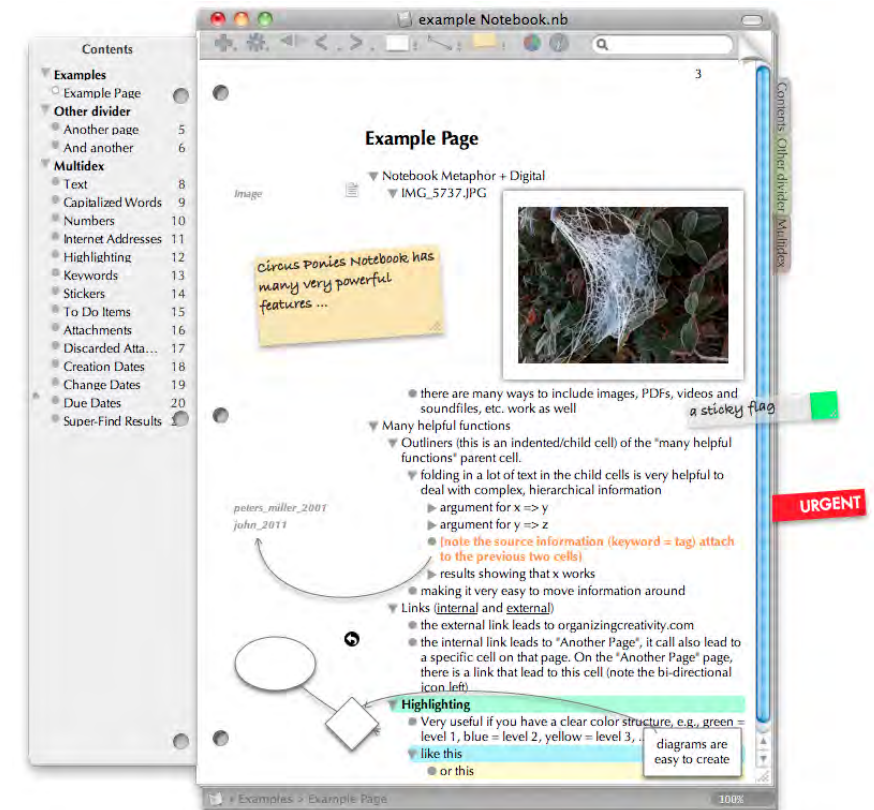 example Notebook.nb
Contents
Examples
Example Page
Other divider
Another page 5
And another 6
Multidex
Text 8
Capitalized Words 9
Numbers 10
Internet Addresses 11
Highlighting 12
Keywords 13
Stickers 14
To Do Items 15
Attachments 16
Discarded Atta... 17
Creation Dates 18
Change Dates 19
Due Dates 20
Super-Find Results
3
Example Page
Notebook Metaphor + Digital
Image
IMG_5737.JPG
Circus Ponies Notebook has
many very powerful
features ...
there are many ways to include images, PDFs, videos and
soundfiles, etc. work as well
a sticky flag
Many helpful functions
Outliners (this is an indented/child cell) of the "many helpful
functions" parent cell.
folding in a lot of text in the child cells is very helpful to
deal with complex, hierarchical information
peters_miller_2001
argument for x => y
john_2011
argument for y => z
(note the source information (keyword = tag) attach
to the previous two cells)
results showing that x works
making it very easy to move information around
Links (internal and external)
the external link leads to organizingcreativity.com
the internal link leads to "Another Page", it call also lead to
a specific cell on that page. On the "Another Page" page,
there is a link that lead to this cell (note the bi-directional
icon left)
Highlighting
Very useful if you have a clear color structure, e.g., green =
level 1, blue = level 2, yellow = level 3, ..
like this
or this
diagrams are
easy to create
Contents
Other divider
Multidex
URGENT
Examples > Example Page
100%